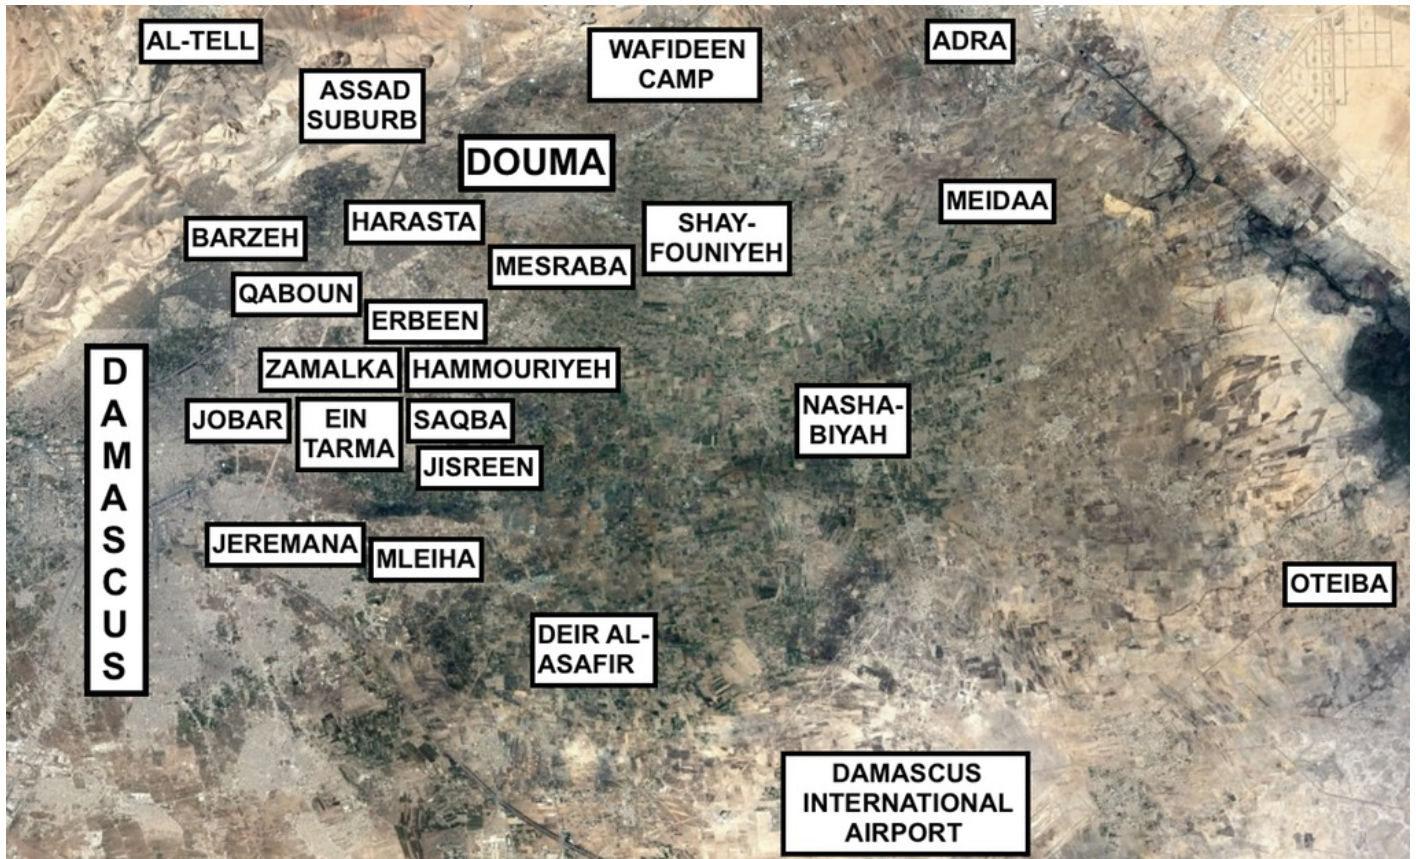 AL-TELL
WAFIDEEN
CAMP
ADRA
ASSAD
SUBURB
DOUMA
MEIDAA
HARASTA
SHAY-
FOUNIYEH
BARZEH
MESRABA
QABOUN
ERBEEN
DAMASCUS
ZAMALKA
HAMMOURIYEH
JOBAR
EIN
TARMA
SAQBA
NASHA-
BIYAH
JISREEN
JEREMANA
MLEIHA
OTEIBA
DEIR AL-
ASAFIR
DAMASCUS
INTERNATIONAL
AIRPORT